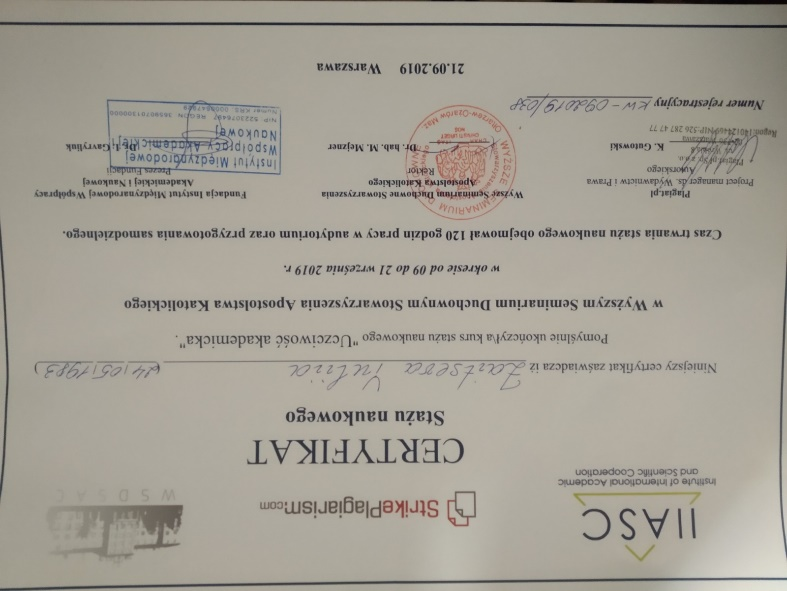 IIASC
Institute of International Academic
and Scientific Cooperation
StrikePlagiarism.com
W S D S A C
CERTYFIKAT
Stażu naukowego
Niniejszy certyfikat zaświadcza iż Zaitseva Yuliia (24.05.1983)
Pomyślnie ukończył\a kurs stażu naukowego "Uczciwość akademicka".
w Wyższym Seminarium Duchownym Stowarzyszenia Apostolstwa Katolickiego
w okresie od 09 do 21 września 2019 r.
Czas trwania stażu naukowego obejmował 120 godzin pracy w audytorium oraz przygotowania samodzielnego.
Plagiat.pl
Project manager ds. Wydawnictw i Prawa
Autorskiego
K. Gutowski
Wyższe Seminarium Duchowne Stowarzyszenia
Apostolstwa Katolickiego
Rektor
Dr. hab. M. Mejzner
Fundacja Instytut Międzynarodowej Współpracy
Akademickiej i Naukowej
Prezes Fundacji
Dr. I. Gavryliuk
Instytut Międzynarodowej
Współpracy Akademickiej
Naukowej
Numer rejestracyjny KW-092019/038
21.09.2019 Warszawa